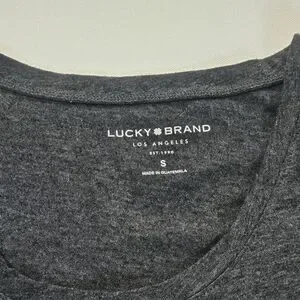 LUCKY BRAND
LOS ANGELES
EST. 1990
S
MADE IN GUATEMALA